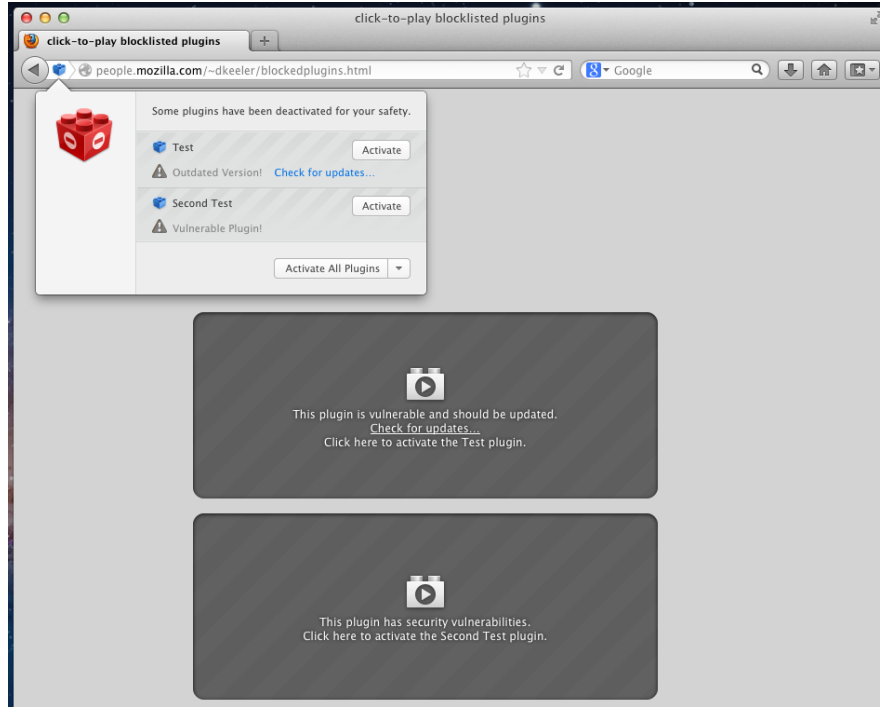 click-to-play blocklisted plugins
click-to-play blocklisted plugins
people.mozilla.com/~dkeeler/blockedplugins.html
Google
Some plugins have been deactivated for your safety.
Test
Activate
Outdated Version! Check for updates...
Second Test
Activate
Vulnerable Plugin!
Activate All Plugins
This plugin is vulnerable and should be updated.
Check for updates...
Click here to activate the Test plugin.
This plugin has security vulnerabilities.
Click here to activate the Second Test plugin.